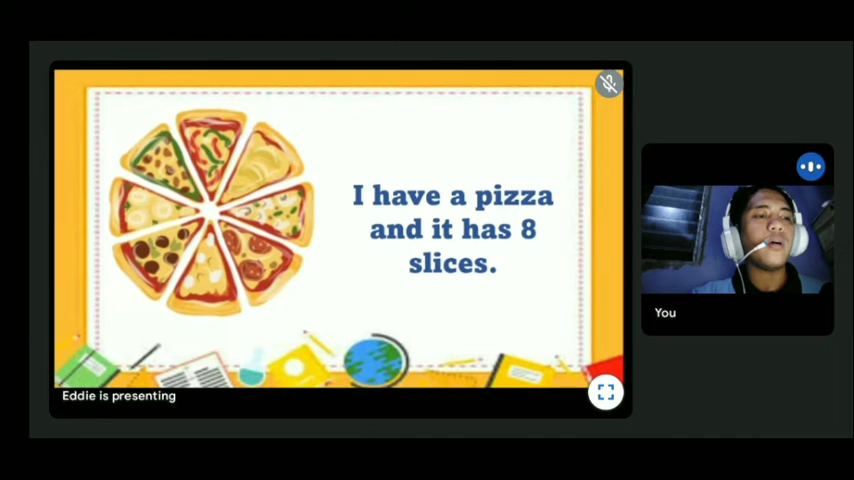 I have a pizza
and it has 8
slices.
You
Eddie is presenting